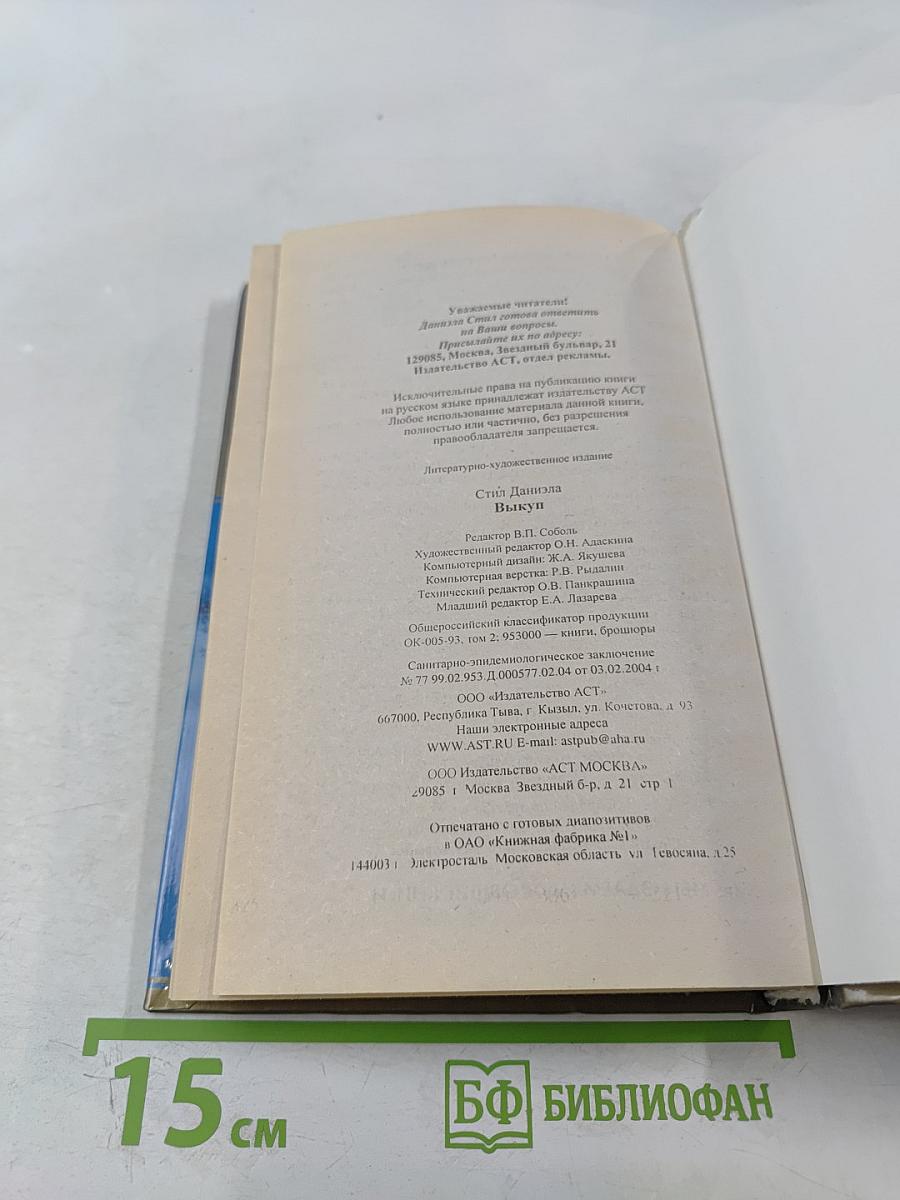 Уважаемые читатели!
Даниэла Стил готова ответить
на Ваши вопросы.
Присылайте их по адресу:
129085, Москва, Звездный бульвар, 21
Издательство АСТ, отдел рекламы.
Исключительные права на публикацию книги
на русском языке принадлежат издательству АСТ
Любое использование материала данной книги,
полностью или частично, без разрешения
правообладателя запрещается.
Литературно-художественное издание
Стил Даниэла
Выкуп
Редактор В.П. Соболь
Художественный редактор О.Н. Адаскина
Компьютерный дизайн: Ж.А. Якушева
Компьютерная верстка: Р.В. Рыдалин
Технический редактор О.В. Панкрашина
Младший редактор Е.А. Лазарева
Общероссийский классификатор продукции
ОК-005-93, том 2; 953000 — книги, брошюры
Санитарно-эпидемиологическое заключение
№ 77 99.02.953.Д.000577.02.04 от 03.02.2004 г
ООО «Издательство АСТ»
667000, Республика Тыва, г Кызыл, ул. Кочетова, д 93
Наши электронные адреса
WWW.AST.RU E-mail: astpub@aha.ru
ООО Издательство «АСТ МОСКВА»
29085 г Москва Звездный б-р, д 21 стр 1
Отпечатано с готовых диапозитивов
в ОАО «Книжная фабрика №1»
144003 г Электросталь Московская область ул Тевосяна, д.25
15 см
БФ БИБЛИОФАН